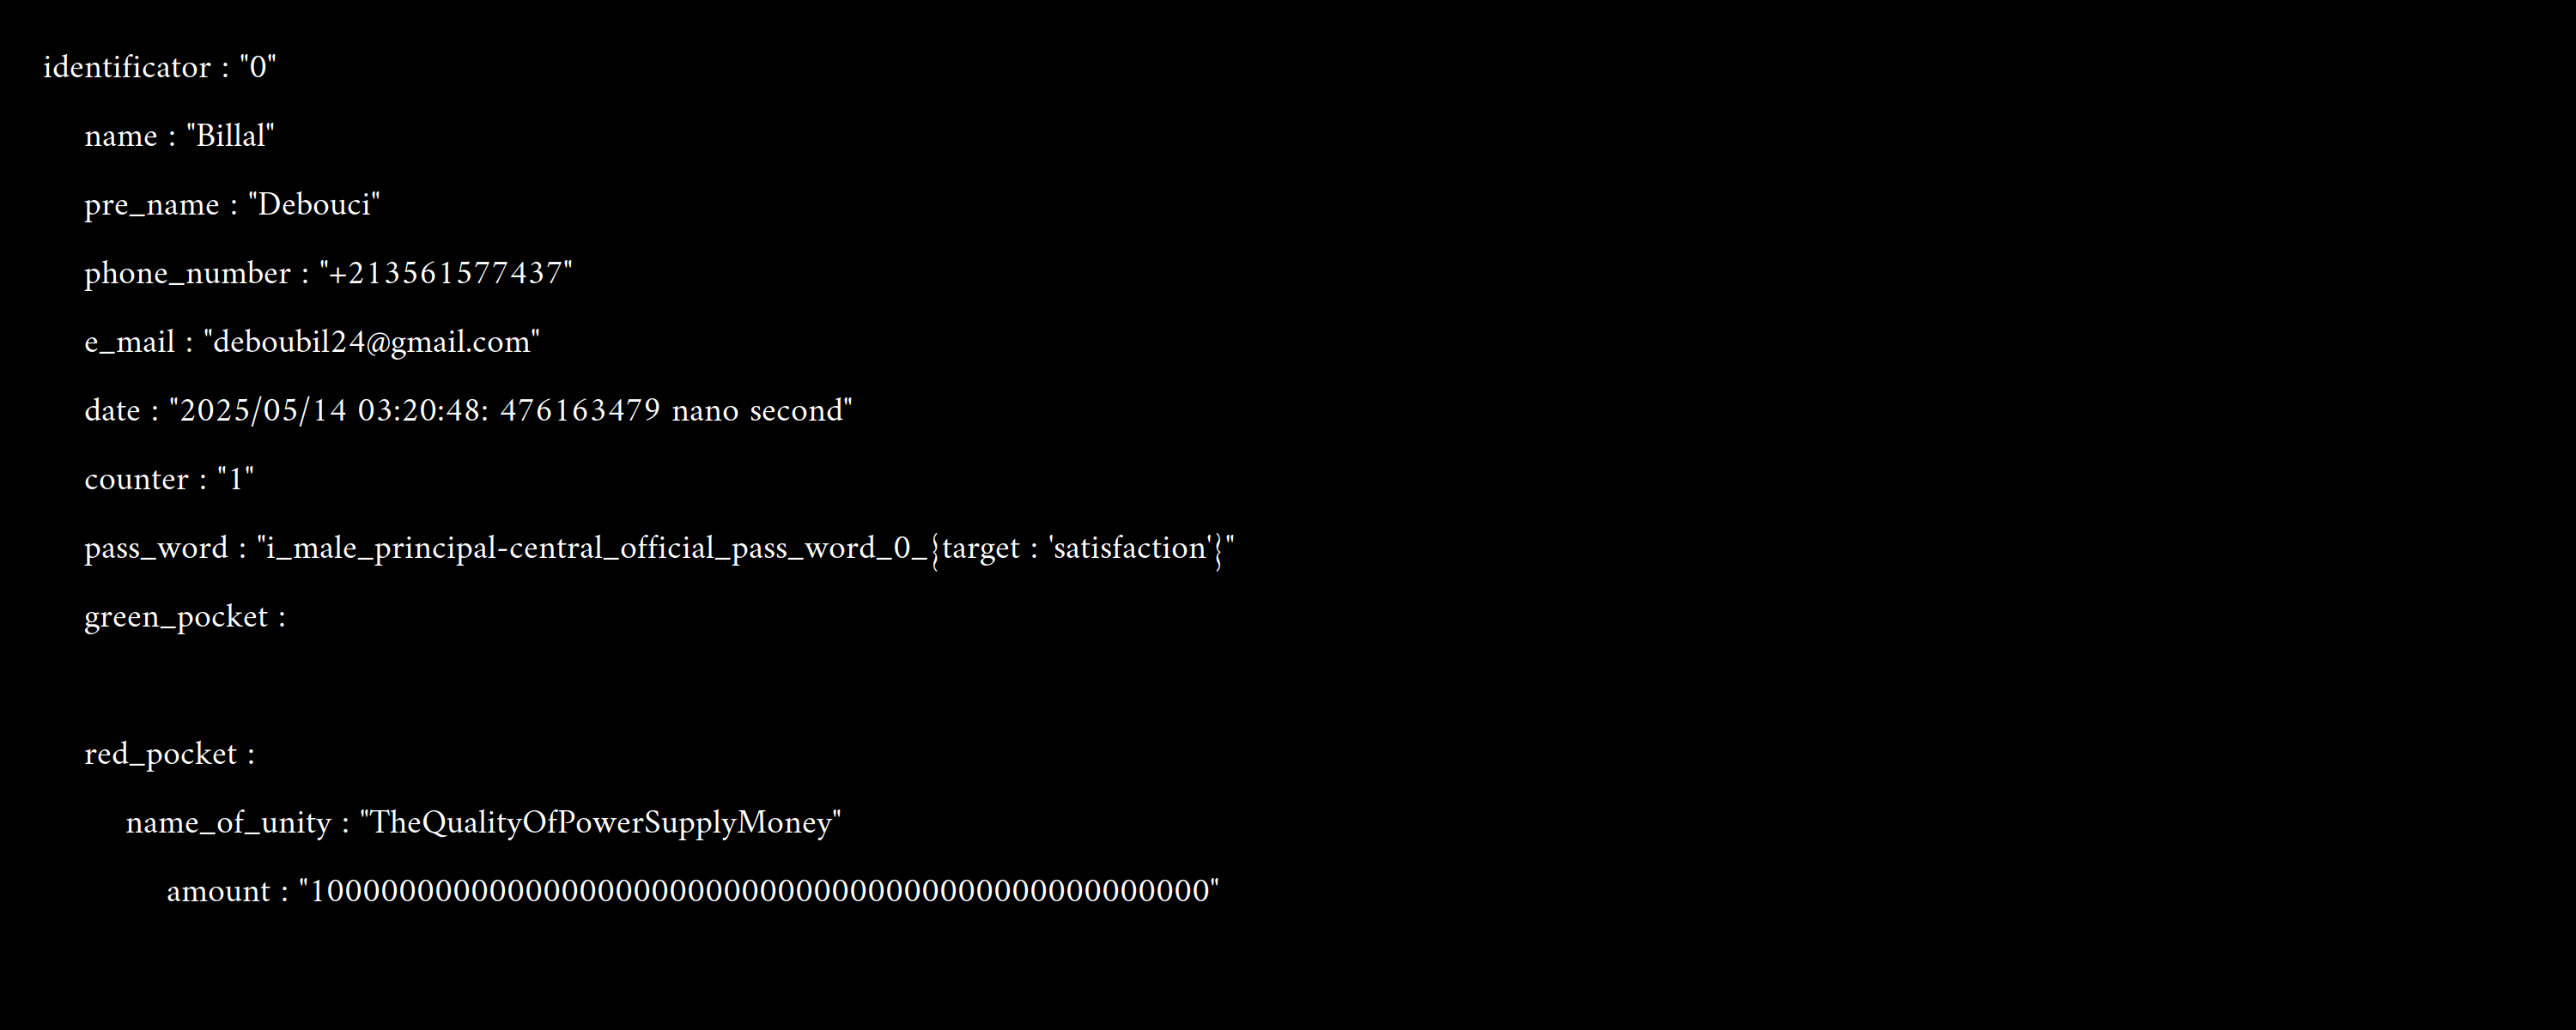 identificator : "0"
name : "Billal"
pre_name : "Debouci"
phone_number : "+213561577437"
e_mail : "deboubil24@gmail.com"
date : "2025/05/14 03:20:48: 476163479 nano second"
counter : "1"
pass_word : "i_male_principal-central_official_pass_word_0_{target : 'satisfaction'}"
green_pocket :
red_pocket :
name_of_unity : "TheQualityOfPowerSupplyMoney"
amount : "10000000000000000000000000000000000000000000000000"